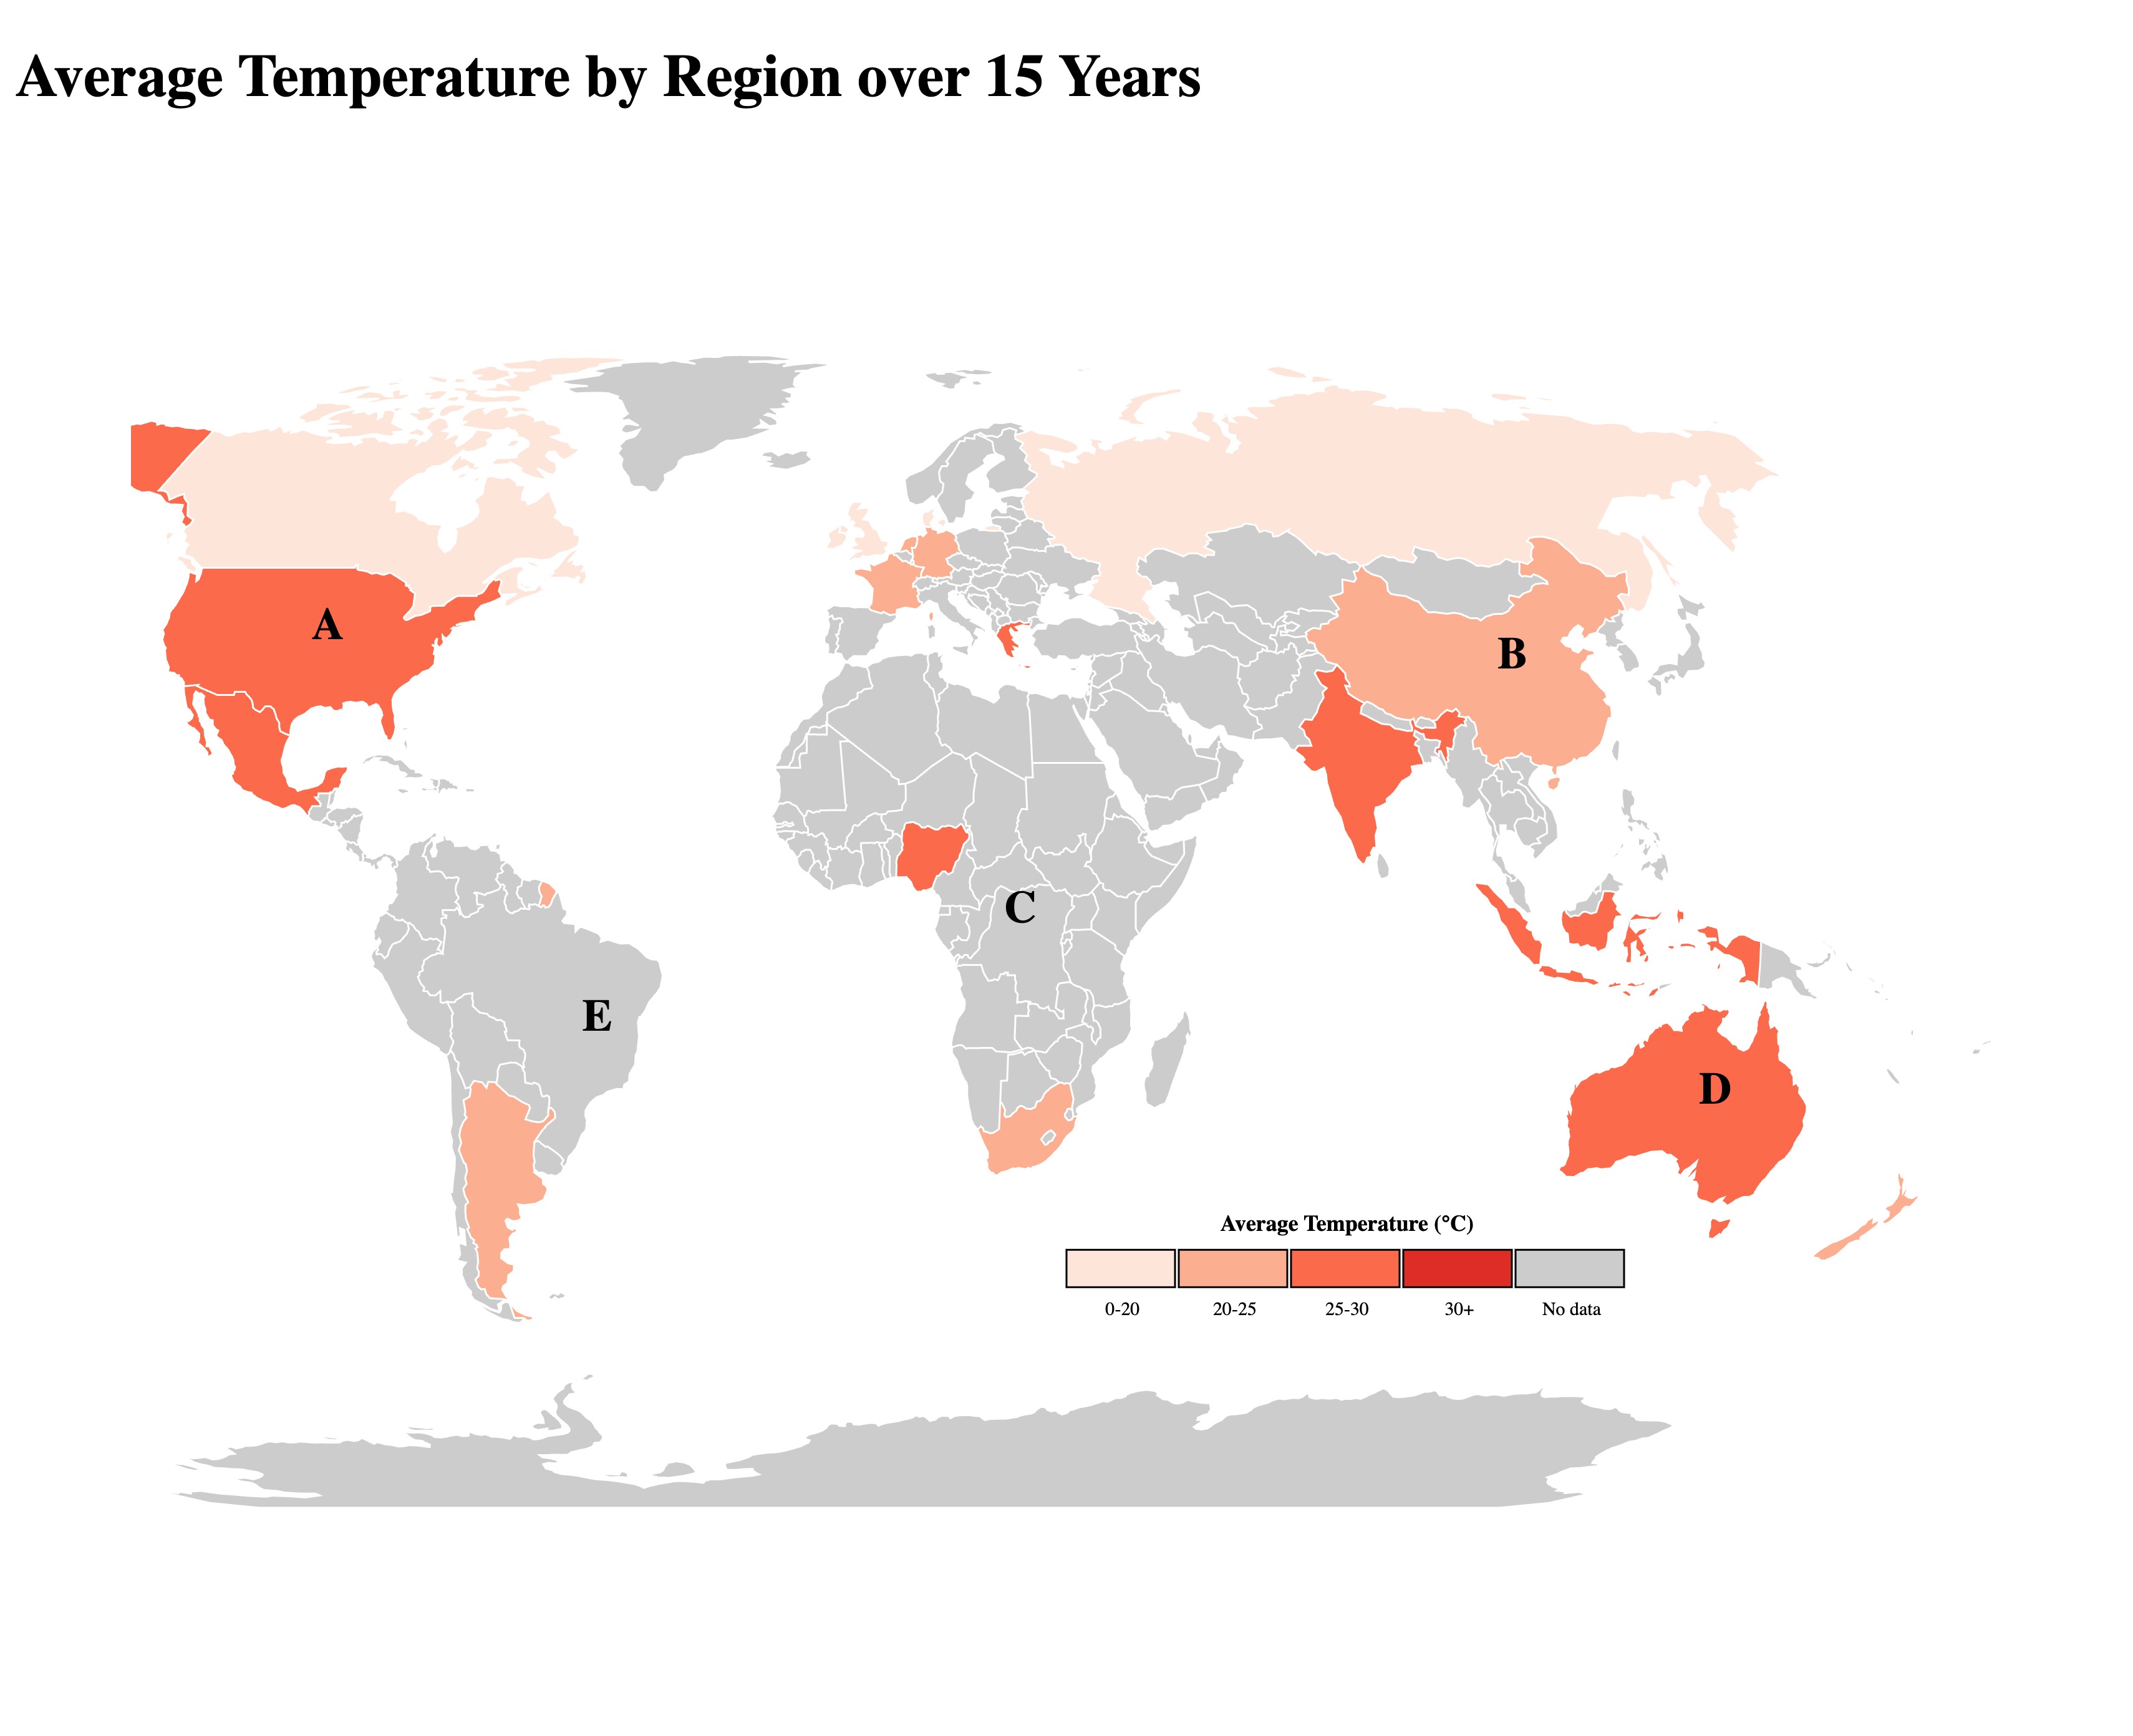 Average Temperature by Region over 15 Years
A
B
C
E
D
Average Temperature (°C)
0-20 20-25 25-30 30+ No data